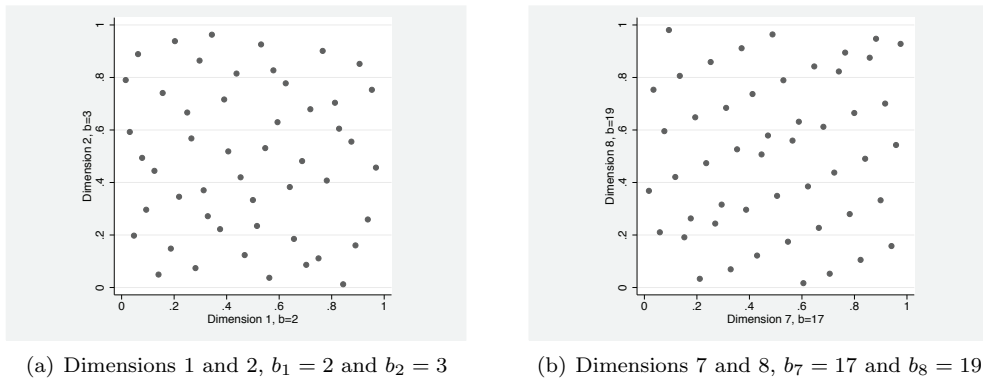 Dimension 2, b=3
1
.8
.6
.4
.2
0
0 .2 .4 .6 .8 1
Dimension 1, b=2
(a) Dimensions 1 and 2, b₁ = 2 and b₂ = 3
Dimension 8, b=19
1
.8
.6
.4
.2
0
0 .2 .4 .6 .8 1
Dimension 7, b=17
(b) Dimensions 7 and 8, b₇ = 17 and b₈ = 19